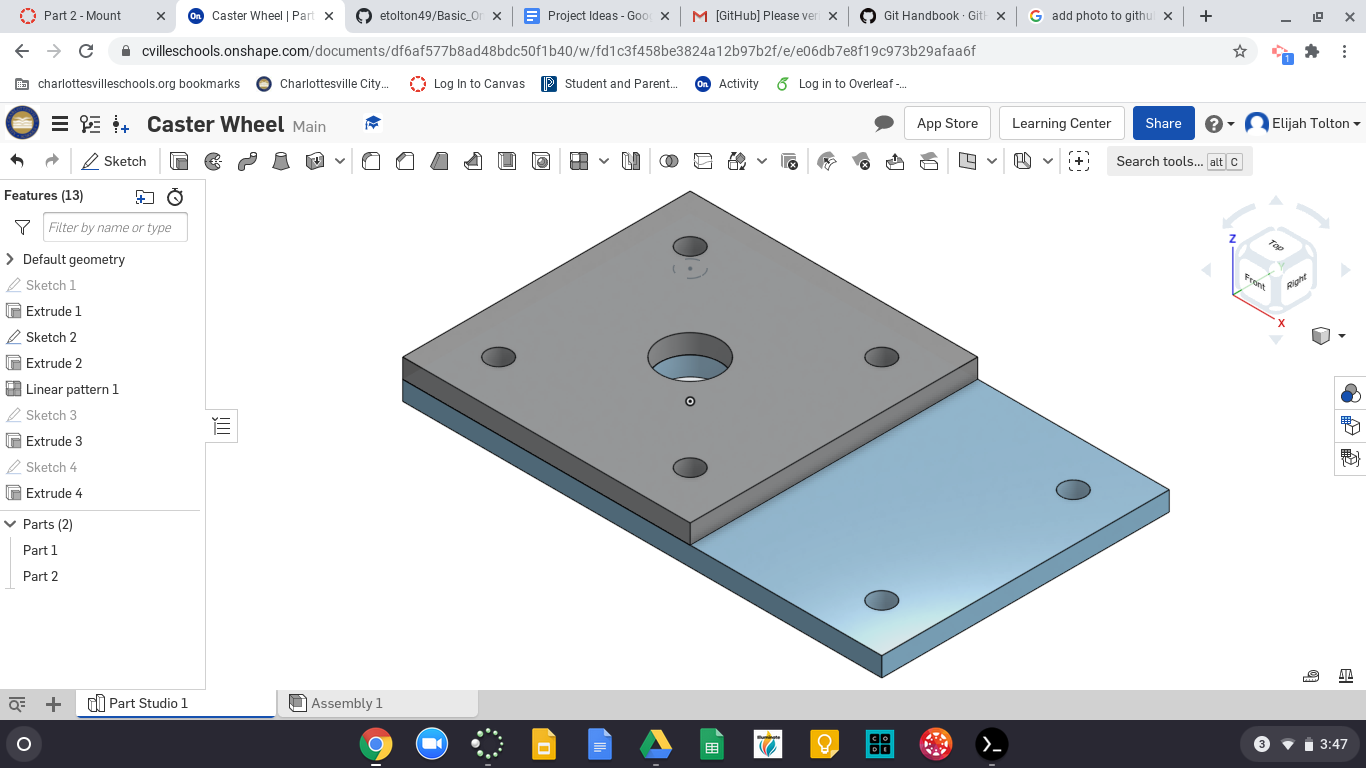 Part 2 - Mount
Caster Wheel | Part
etolton49/Basic_On
Project Ideas - Goo
[GitHub] Please ver
Git Handbook · GitH
add photo to githu
cvilleschools.onshape.com/documents/df6af577b8ad48bdc50f1b40/w/fd1c3f458be3824a12b97b2f/e/e06db7e8f19c973b29afaa6f
1
charlottesvilleschools.org bookmarks
Charlottesville City...
Log In to Canvas
Student and Parent...
On Activity
Log in to Overleaf -...
Caster Wheel Main
App Store
Learning Center
Share
Elijah Tolton
Sketch
Search tools... alt C
Features (13)
Filter by name or type
Default geometry
Sketch 1
Extrude 1
Sketch 2
Extrude 2
Linear pattern 1
Sketch 3
Extrude 3
Sketch 4
Extrude 4
Parts (2)
Part 1
Part 2
Z
Top
Y
Front
Right
X
Part Studio 1
Assembly 1
CODE
3
3:47